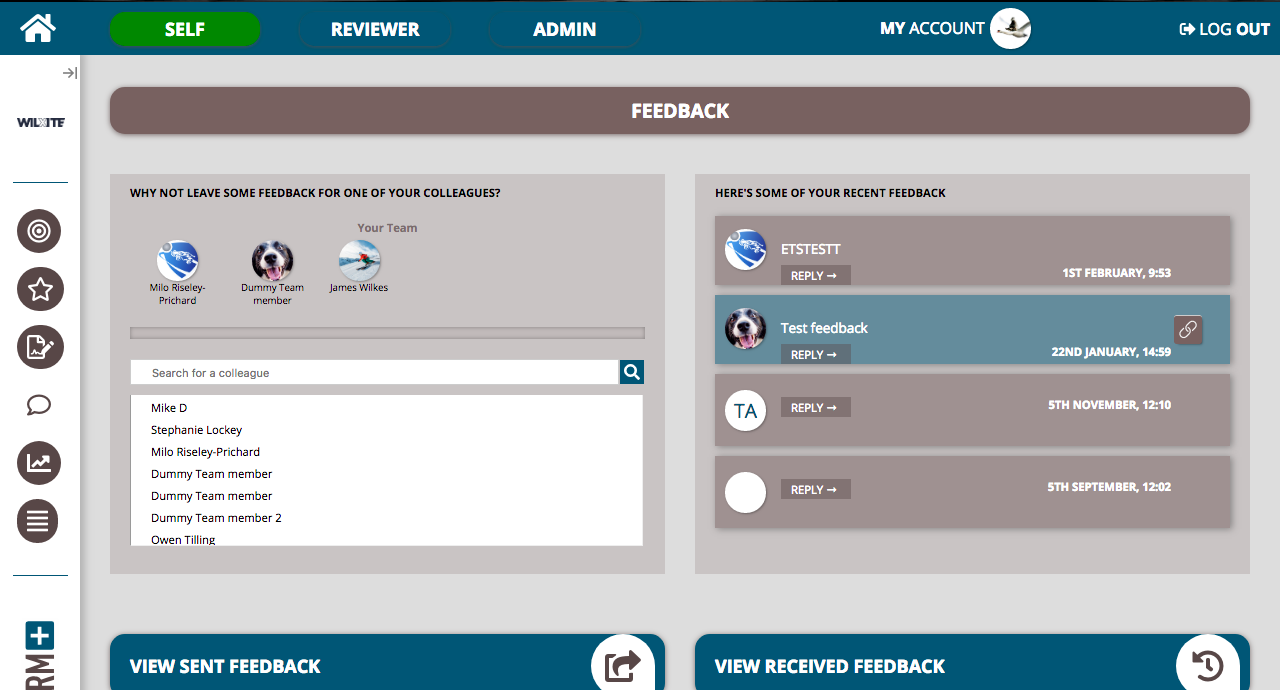 SELF
REVIEWER
ADMIN
MY ACCOUNT
LOG OUT
WILXITE
FEEDBACK
WHY NOT LEAVE SOME FEEDBACK FOR ONE OF YOUR COLLEAGUES?
Your Team
Milo Riseley-
Prichard
Dummy Team
member
James Wilkes
Search for a colleague
Mike D
Stephanie Lockey
Milo Riseley-Prichard
Dummy Team member
Dummy Team member
Dummy Team member 2
Owen Tilling
HERE'S SOME OF YOUR RECENT FEEDBACK
ETSTESTT
REPLY →
1ST FEBRUARY, 9:53
Test feedback
REPLY →
22ND JANUARY, 14:59
TA
REPLY →
5TH NOVEMBER, 12:10
REPLY →
5TH SEPTEMBER, 12:02
VIEW SENT FEEDBACK
VIEW RECEIVED FEEDBACK
RM+